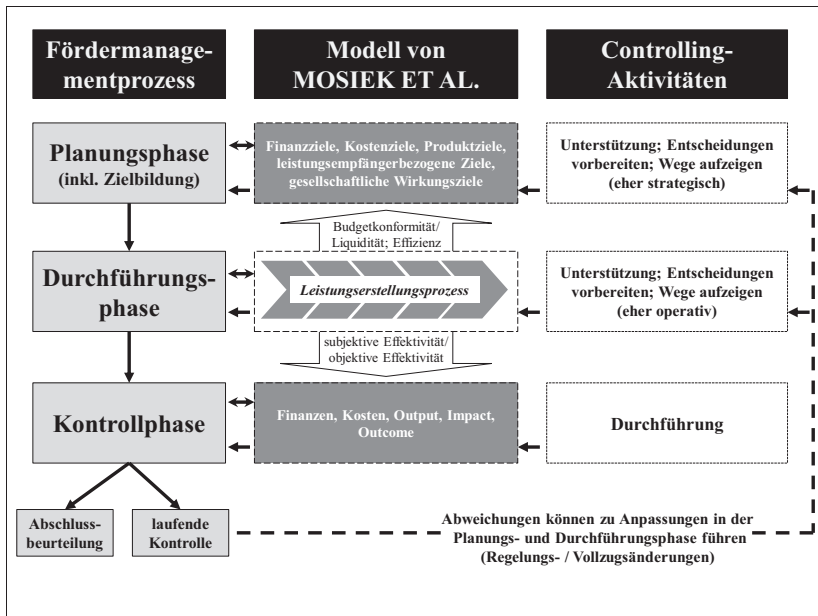 Fördermanage-
mentprozess
Modell von
MOSIEK ET AL.
Controlling-
Aktivitäten
Planungsphase
(inkl. Zielbildung)
Finanzziele, Kostenziele, Produktziele,
leistungsempfängerbezogene Ziele,
gesellschaftliche Wirkungsziele
Unterstützung; Entscheidungen
vorbereiten; Wege aufzeigen
(eher strategisch)
Budgetkonformität/
Liquidität; Effizienz
Durchführungs-
phase
Leistungserstellungsprozess
Unterstützung; Entscheidungen
vorbereiten; Wege aufzeigen
(eher operativ)
subjektive Effektivität/
objektive Effektivität
Kontrollphase
Finanzen, Kosten, Output, Impact,
Outcome
Durchführung
Abschluss-
beurteilung
laufende
Kontrolle
Abweichungen können zu Anpassungen in der
Planungs- und Durchführungsphase führen
(Regelungs- / Vollzugsänderungen)